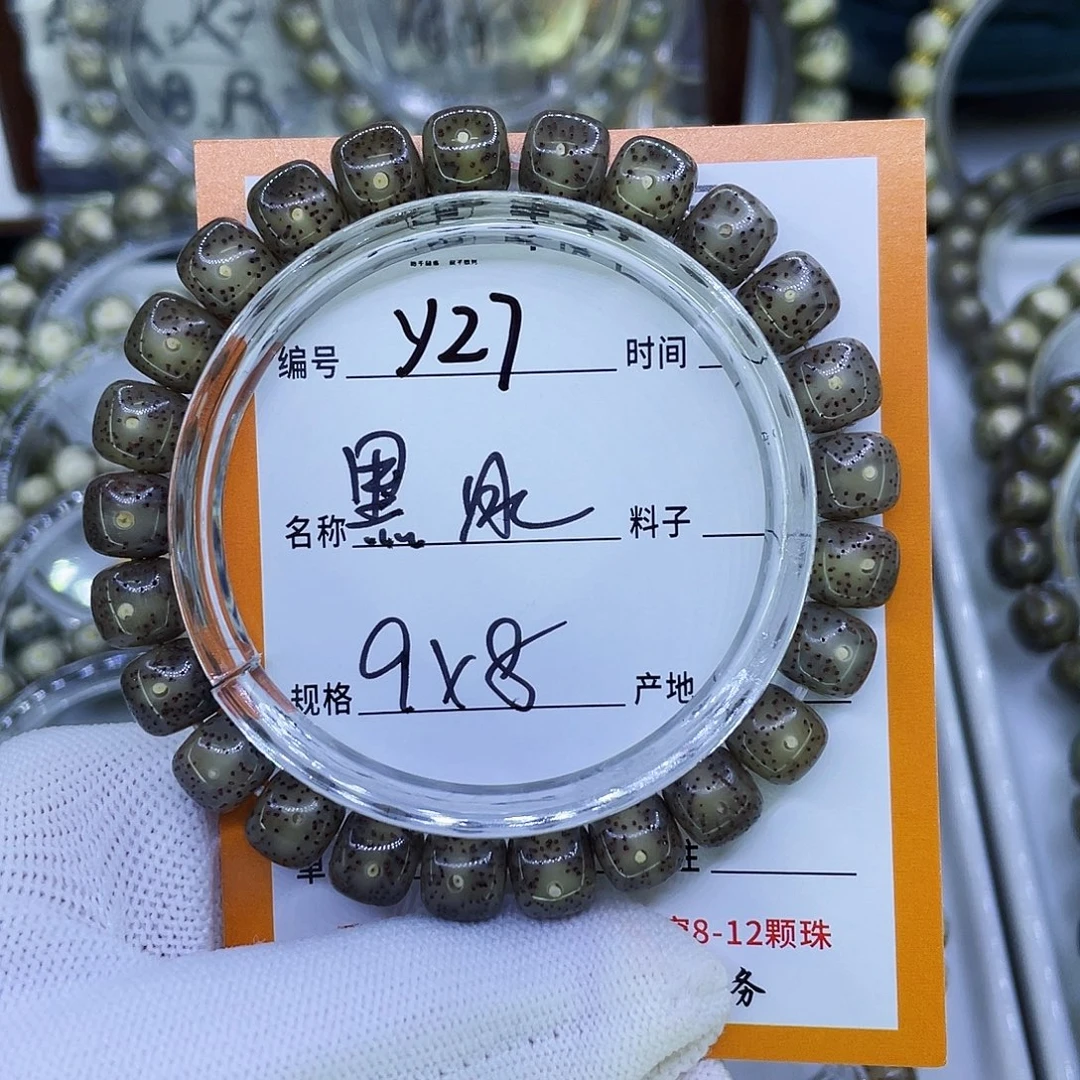 编号 Y27 时间
名称 黑冰 料子
规格 9x8 产地
8-12颗珠
务